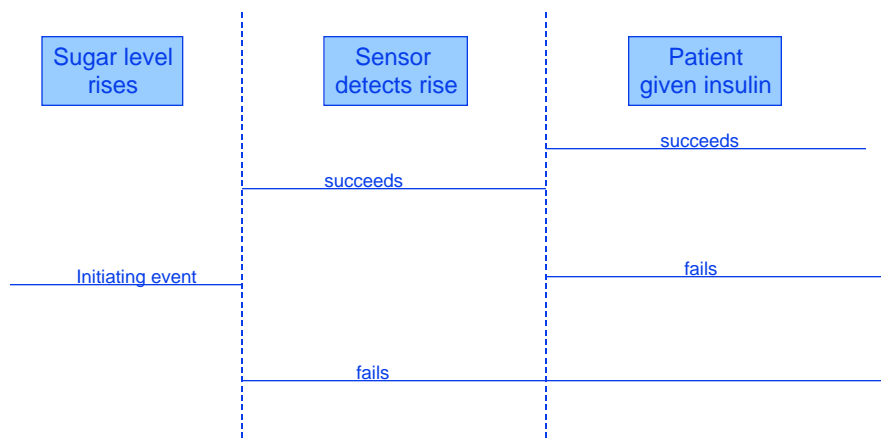 Sugar level
rises
Sensor
detects rise
Patient
given insulin
succeeds
succeeds
fails
Initiating event
fails